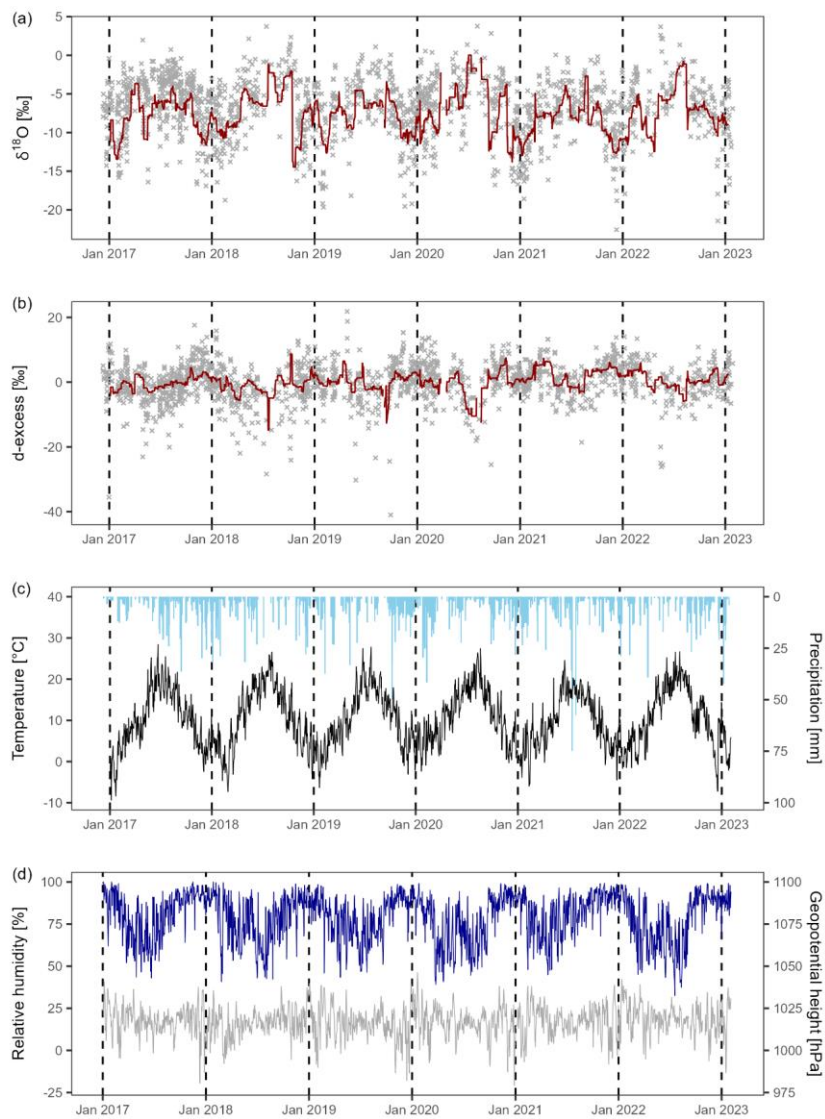 (a)
δ18O [‰]
5
0
-5
-10
-15
-20
Jan 2017 Jan 2018 Jan 2019 Jan 2020 Jan 2021 Jan 2022 Jan 2023
(b)
d-excess [‰]
20
0
-20
-40
Jan 2017 Jan 2018 Jan 2019 Jan 2020 Jan 2021 Jan 2022 Jan 2023
(c)
Temperature [°C]
40
30
20
10
0
-10
0
25
50
75
100
Precipitation [mm]
Jan 2017 Jan 2018 Jan 2019 Jan 2020 Jan 2021 Jan 2022 Jan 2023
(d)
Relative humidity [%]
100
75
50
25
0
-25
1100
1075
1050
1025
1000
975
Geopotential height [hPa]
Jan 2017 Jan 2018 Jan 2019 Jan 2020 Jan 2021 Jan 2022 Jan 2023